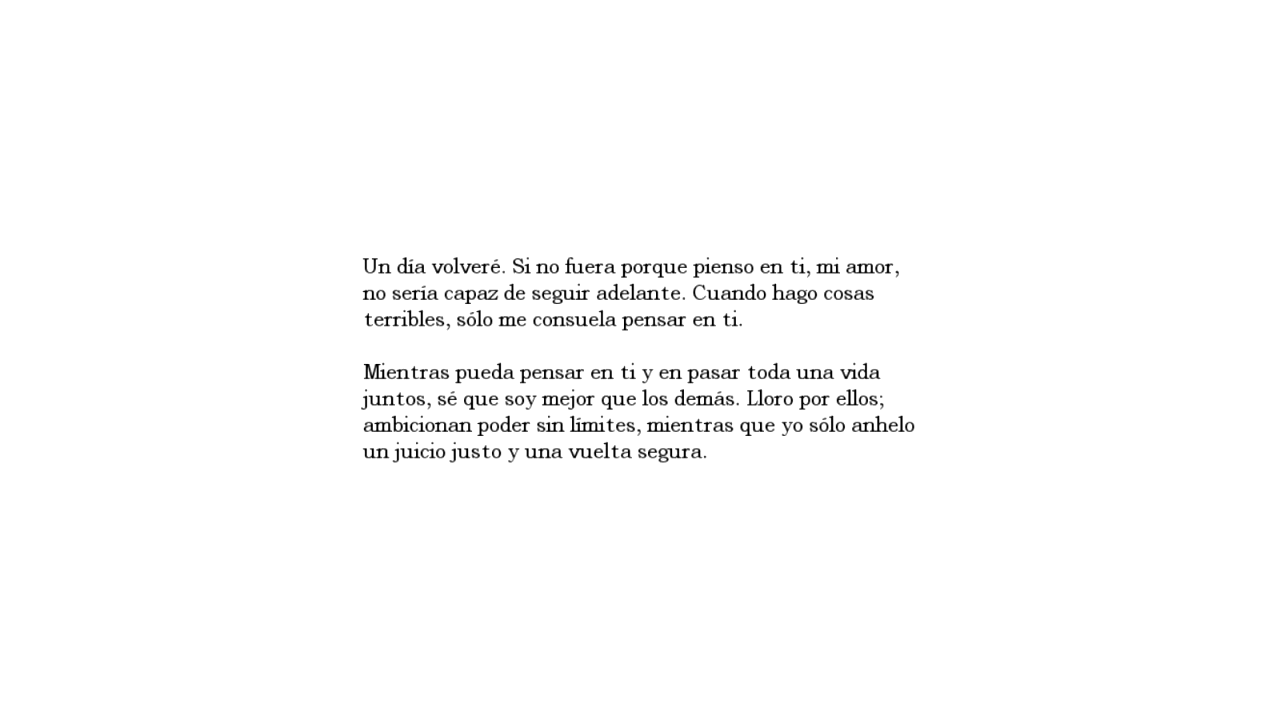 Un día volveré. Si no fuera porque pienso en ti, mi amor,
no sería capaz de seguir adelante. Cuando hago cosas
terribles, sólo me consuela pensar en ti.
Mientras pueda pensar en ti y en pasar toda una vida
juntos, sé que soy mejor que los demás. Lloro por ellos;
ambicionan poder sin límites, mientras que yo sólo anhelo
un juicio justo y una vuelta segura.